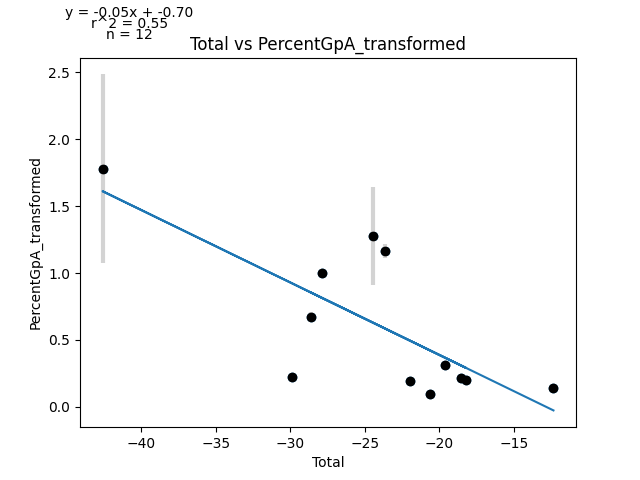 y = -0.05x + -0.70
r^2 = 0.55
n = 12
Total vs PercentGpA_transformed
2.5
2.0
1.5
1.0
0.5
0.0
PercentGpA_transformed
−40 −35 −30 −25 −20 −15
Total